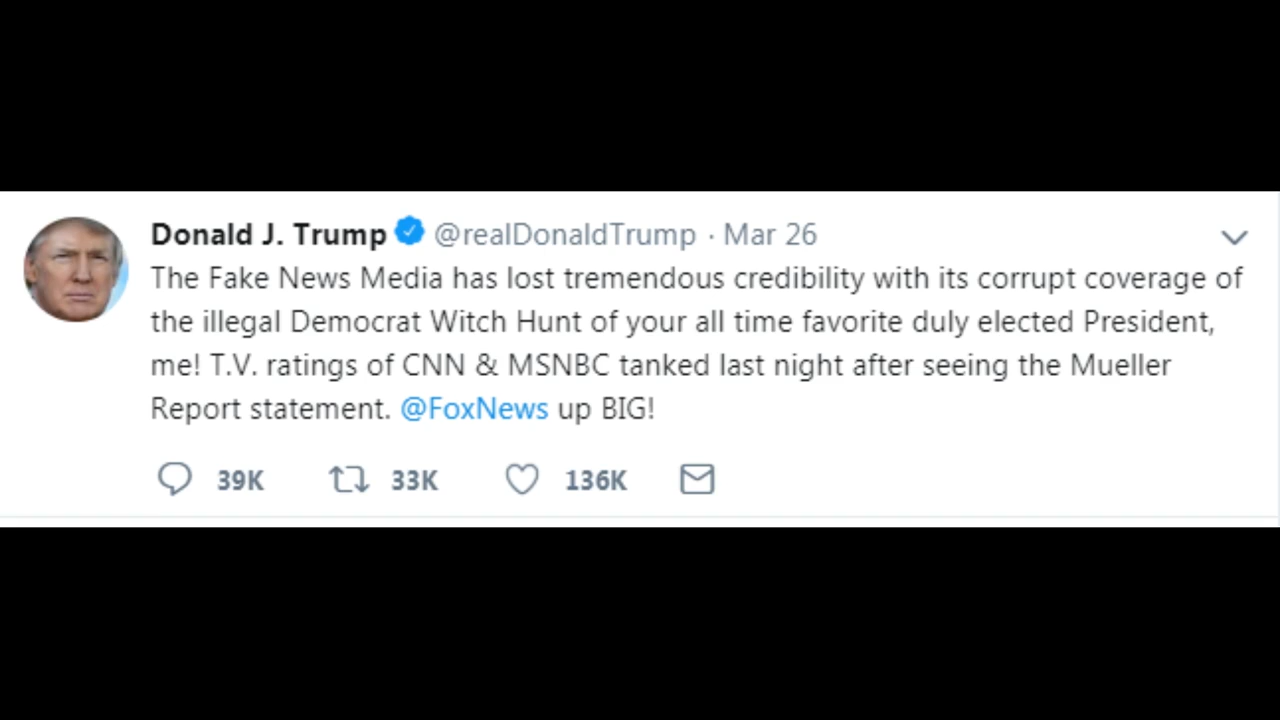 Donald J. Trump @realDonaldTrump · Mar 26
The Fake News Media has lost tremendous credibility with its corrupt coverage of
the illegal Democrat Witch Hunt of your all time favorite duly elected President,
me! T.V. ratings of CNN & MSNBC tanked last night after seeing the Mueller
Report statement. @FoxNews up BIG!
39K 33K 136K